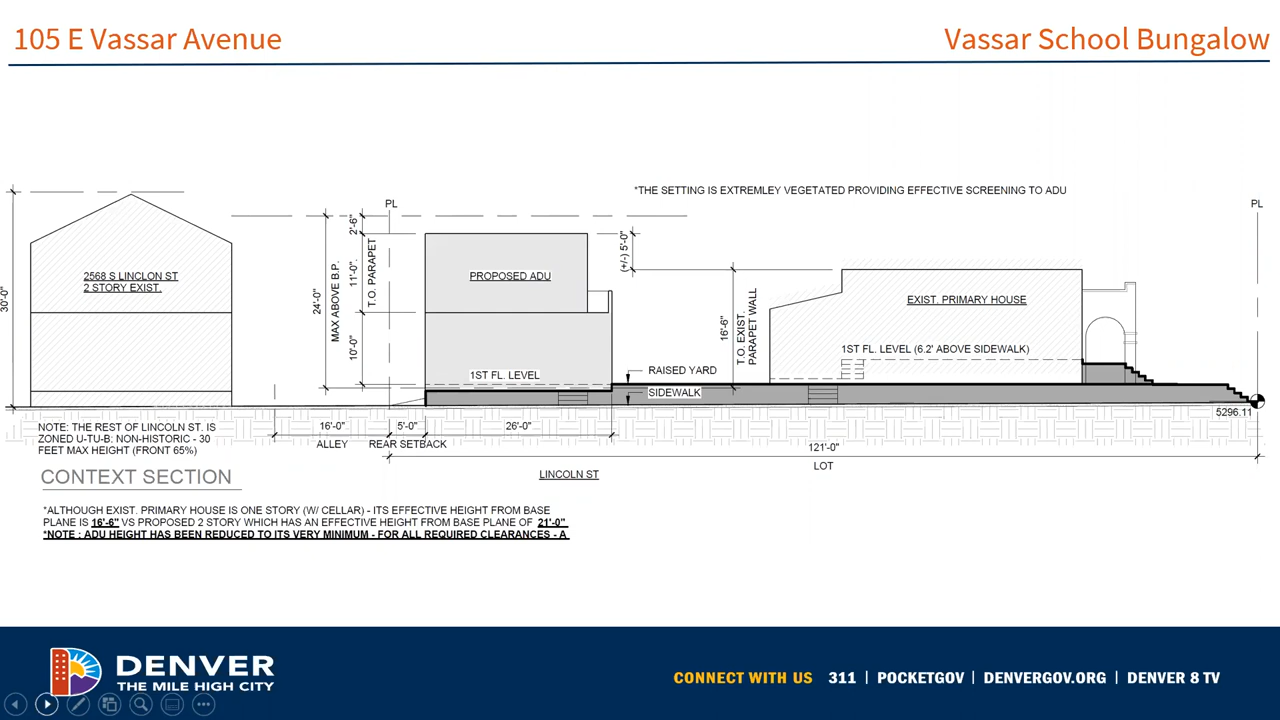 105 E Vassar Avenue
Vassar School Bungalow
*THE SETTING IS EXTREMLEY VEGETATED PROVIDING EFFECTIVE SCREENING TO ADU
PL
PL
30'-0"
2568 S LINCLON ST
2 STORY EXIST.
24'-0"
MAX ABOVE B.P.
2'-6"
11'-0".
T.O. PARAPET
10'-0"
PROPOSED ADU
1ST FL. LEVEL
(+/-) 5'-0"
16'-6"
T.O. EXIST.
PARAPET WALL
RAISED YARD
SIDEWALK
EXIST. PRIMARY HOUSE
1ST FL. LEVEL (6.2' ABOVE SIDEWALK)
5296.11
NOTE: THE REST OF LINCOLN ST. IS
ZONED U-TU-B: NON-HISTORIC - 30
FEET MAX HEIGHT (FRONT 65%)
16'-0"
ALLEY
5'-0"
REAR SETBACK
26'-0"
121'-0"
LOT
LINCOLN ST
CONTEXT SECTION
*ALTHOUGH EXIST. PRIMARY HOUSE IS ONE STORY (W/ CELLAR) - ITS EFFECTIVE HEIGHT FROM BASE
PLANE IS 16'-6" VS PROPOSED 2 STORY WHICH HAS AN EFFECTIVE HEIGHT FROM BASE PLANE OF 21'-0"
*NOTE : ADU HEIGHT HAS BEEN REDUCED TO ITS VERY MINIMUM - FOR ALL REQUIRED CLEARANCES - A
DENVER
THE MILE HIGH CITY
CONNECT WITH US 311 | POCKETGOV | DENVERGOV.ORG | DENVER 8 TV